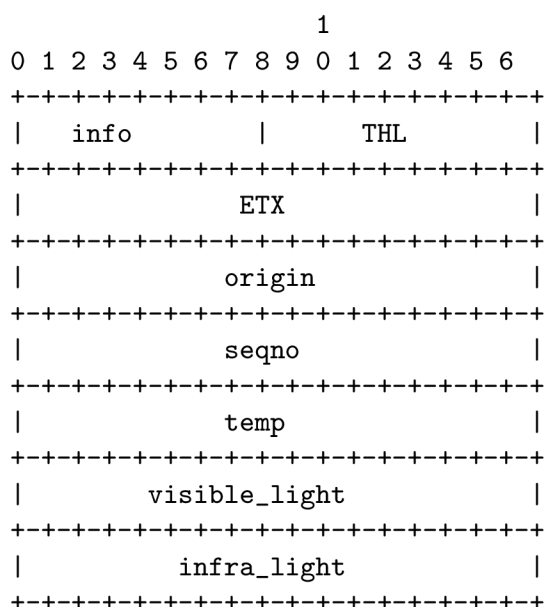 1
0 1 2 3 4 5 6 7 8 9 0 1 2 3 4 5 6
+-+-+-+-+-+-+-+-+-+-+-+-+-+-+-+-+-+
|   info        |      THL        |
+-+-+-+-+-+-+-+-+-+-+-+-+-+-+-+-+-+
|              ETX                |
+-+-+-+-+-+-+-+-+-+-+-+-+-+-+-+-+-+
|             origin              |
+-+-+-+-+-+-+-+-+-+-+-+-+-+-+-+-+-+
|             seqno               |
+-+-+-+-+-+-+-+-+-+-+-+-+-+-+-+-+-+
|             temp                |
+-+-+-+-+-+-+-+-+-+-+-+-+-+-+-+-+-+
|        visible_light            |
+-+-+-+-+-+-+-+-+-+-+-+-+-+-+-+-+-+
|          infra_light            |
+-+-+-+-+-+-+-+-+-+-+-+-+-+-+-+-+-+